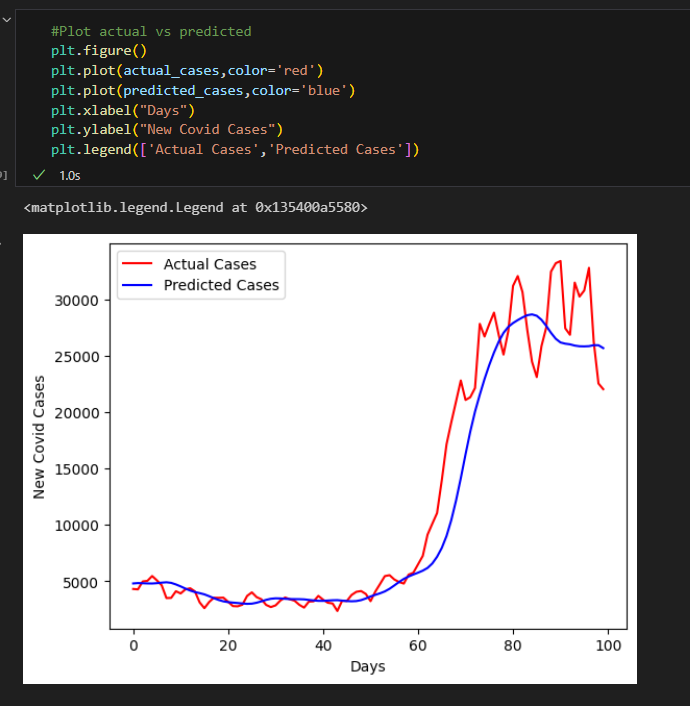 #Plot actual vs predicted
plt.figure()
plt.plot(actual_cases,color='red')
plt.plot(predicted_cases,color='blue')
plt.xlabel("Days")
plt.ylabel("New Covid Cases")
plt.legend(['Actual Cases','Predicted Cases'])
1.0s
<matplotlib.legend.Legend at 0x135400a5580>
Actual Cases
Predicted Cases
30000
25000
20000
15000
10000
5000
New Covid Cases
0 20 40 60 80 100
Days